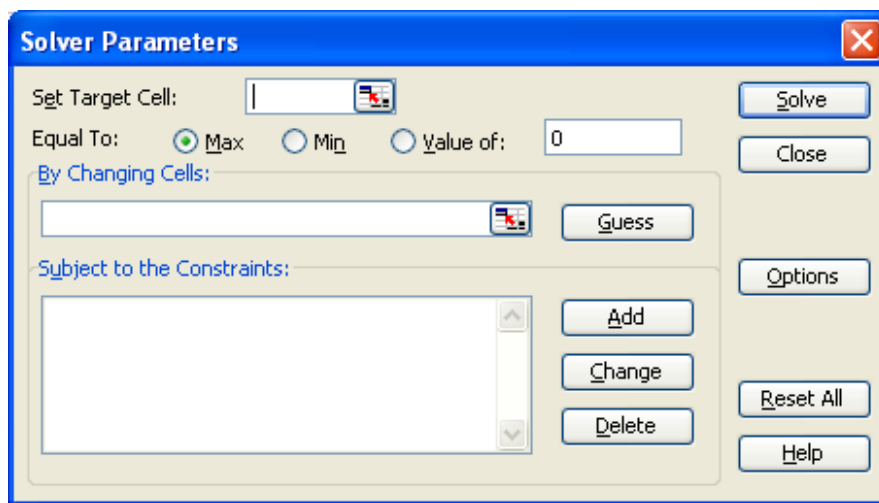 Solver Parameters
Set Target Cell:
Solve
Equal To: Max Min Value of: 0
Close
By Changing Cells:
Guess
Subject to the Constraints:
Options
Add
Change
Reset All
Delete
Help